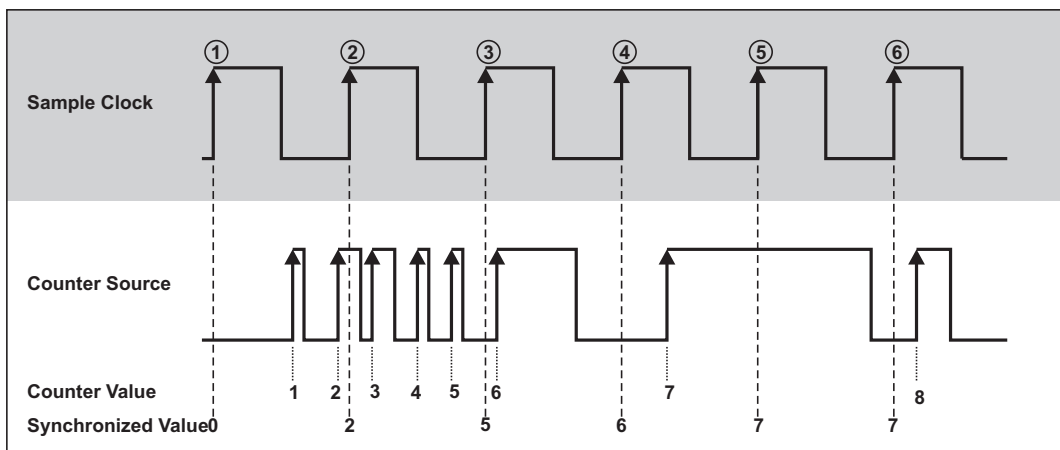 ① ② ③ ④ ⑤ ⑥
Sample Clock
Counter Source
Counter Value 1 2 3 4 5 6 7 8
Synchronized Value 0 2 5 6 7 7